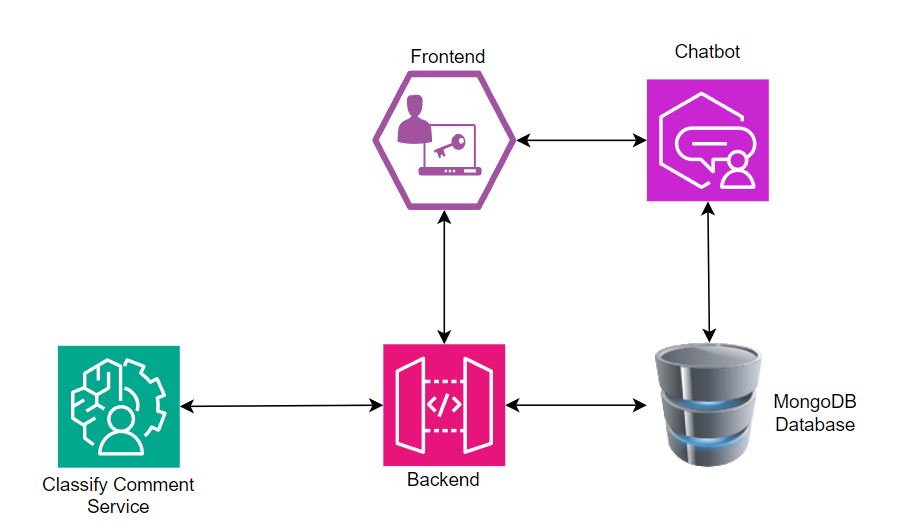 Frontend
Chatbot
MongoDB
Database
Classify Comment
Service
Backend